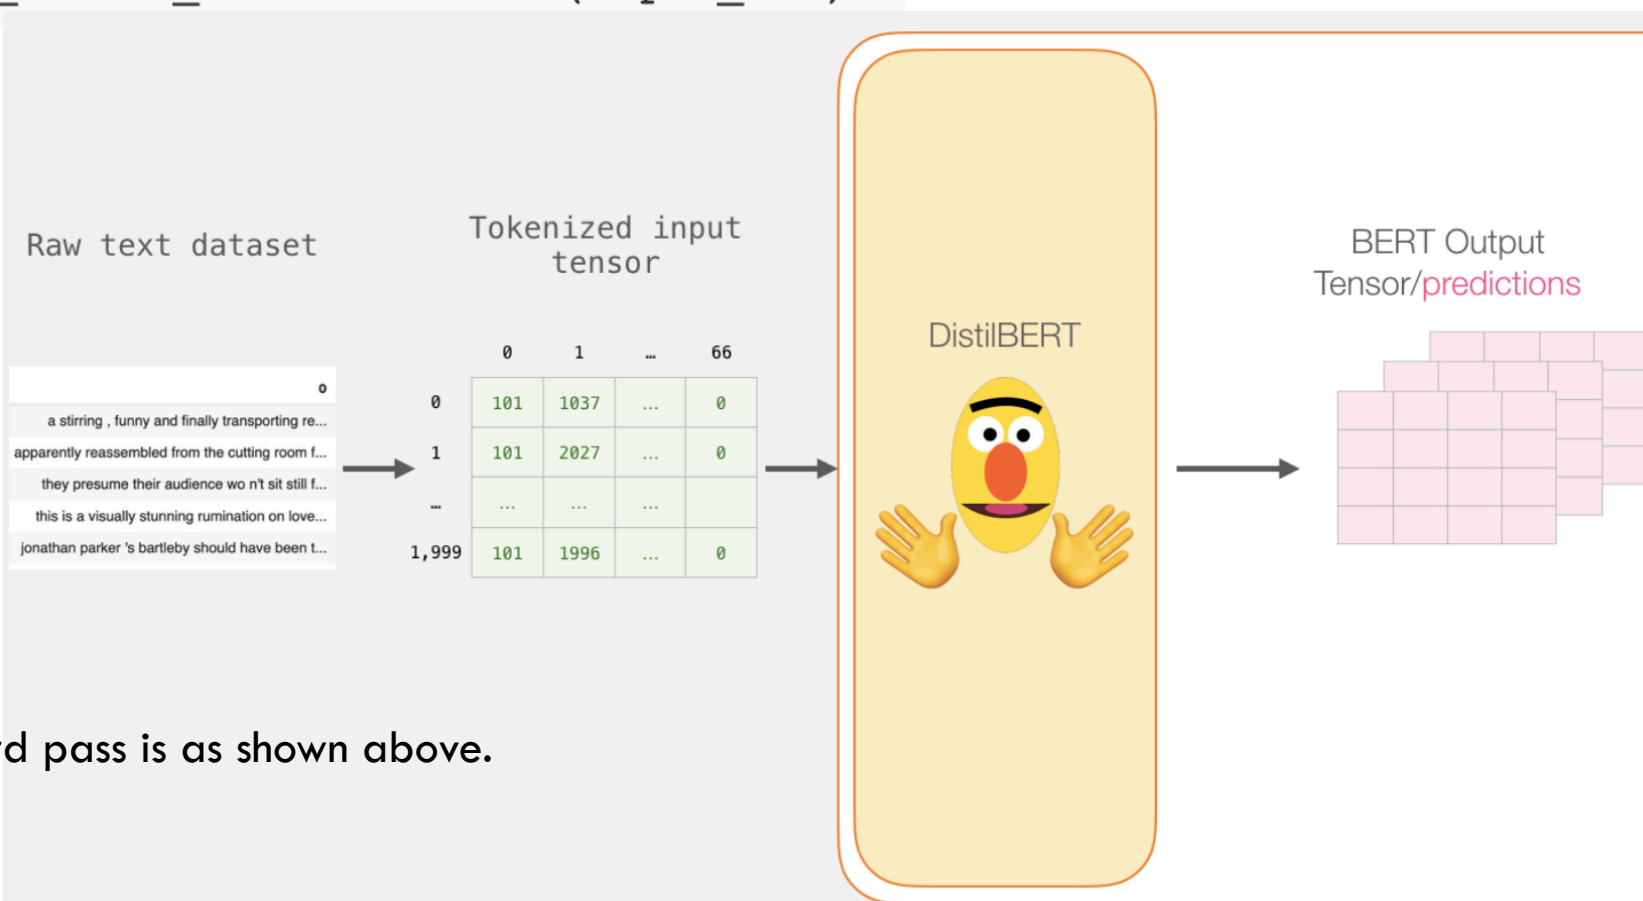 Raw text dataset
o
a stirring , funny and finally transporting re...
apparently reassembled from the cutting room f...
they presume their audience wo n't sit still f...
this is a visually stunning rumination on love...
jonathan parker 's bartleby should have been t...
Tokenized input
tensor
0 1 … 66
0 101 1037 ... 0
1 101 2027 ... 0
… ... ... ...
1,999 101 1996 ... 0
DistilBERT
BERT Output
Tensor/predictions
d pass is as shown above.